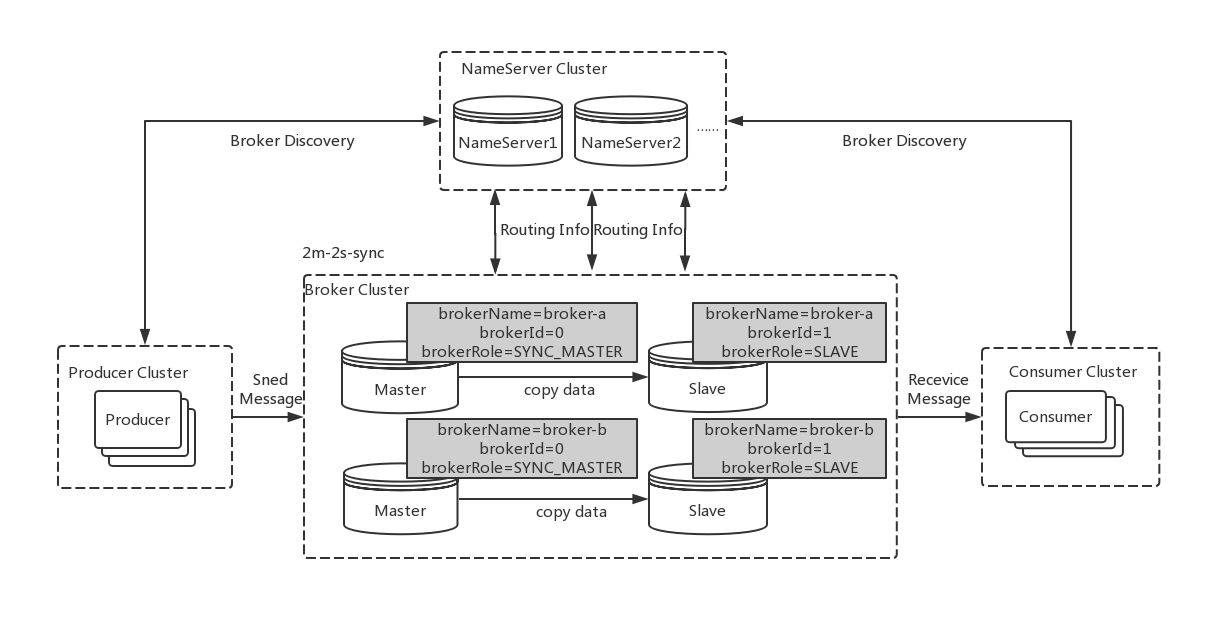 NameServer Cluster
NameServer1
NameServer2
......
Broker Discovery
Broker Discovery
Routing Info
Routing Info
2m-2s-sync
Broker Cluster
brokerName=broker-a
brokerId=0
brokerRole=SYNC_MASTER
brokerName=broker-a
brokerId=1
brokerRole=SLAVE
Master
copy data
Slave
brokerName=broker-b
brokerId=0
brokerRole=SYNC_MASTER
brokerName=broker-b
brokerId=1
brokerRole=SLAVE
Master
copy data
Slave
Producer Cluster
Producer
Sned
Message
Recevice
Message
Consumer Cluster
Consumer